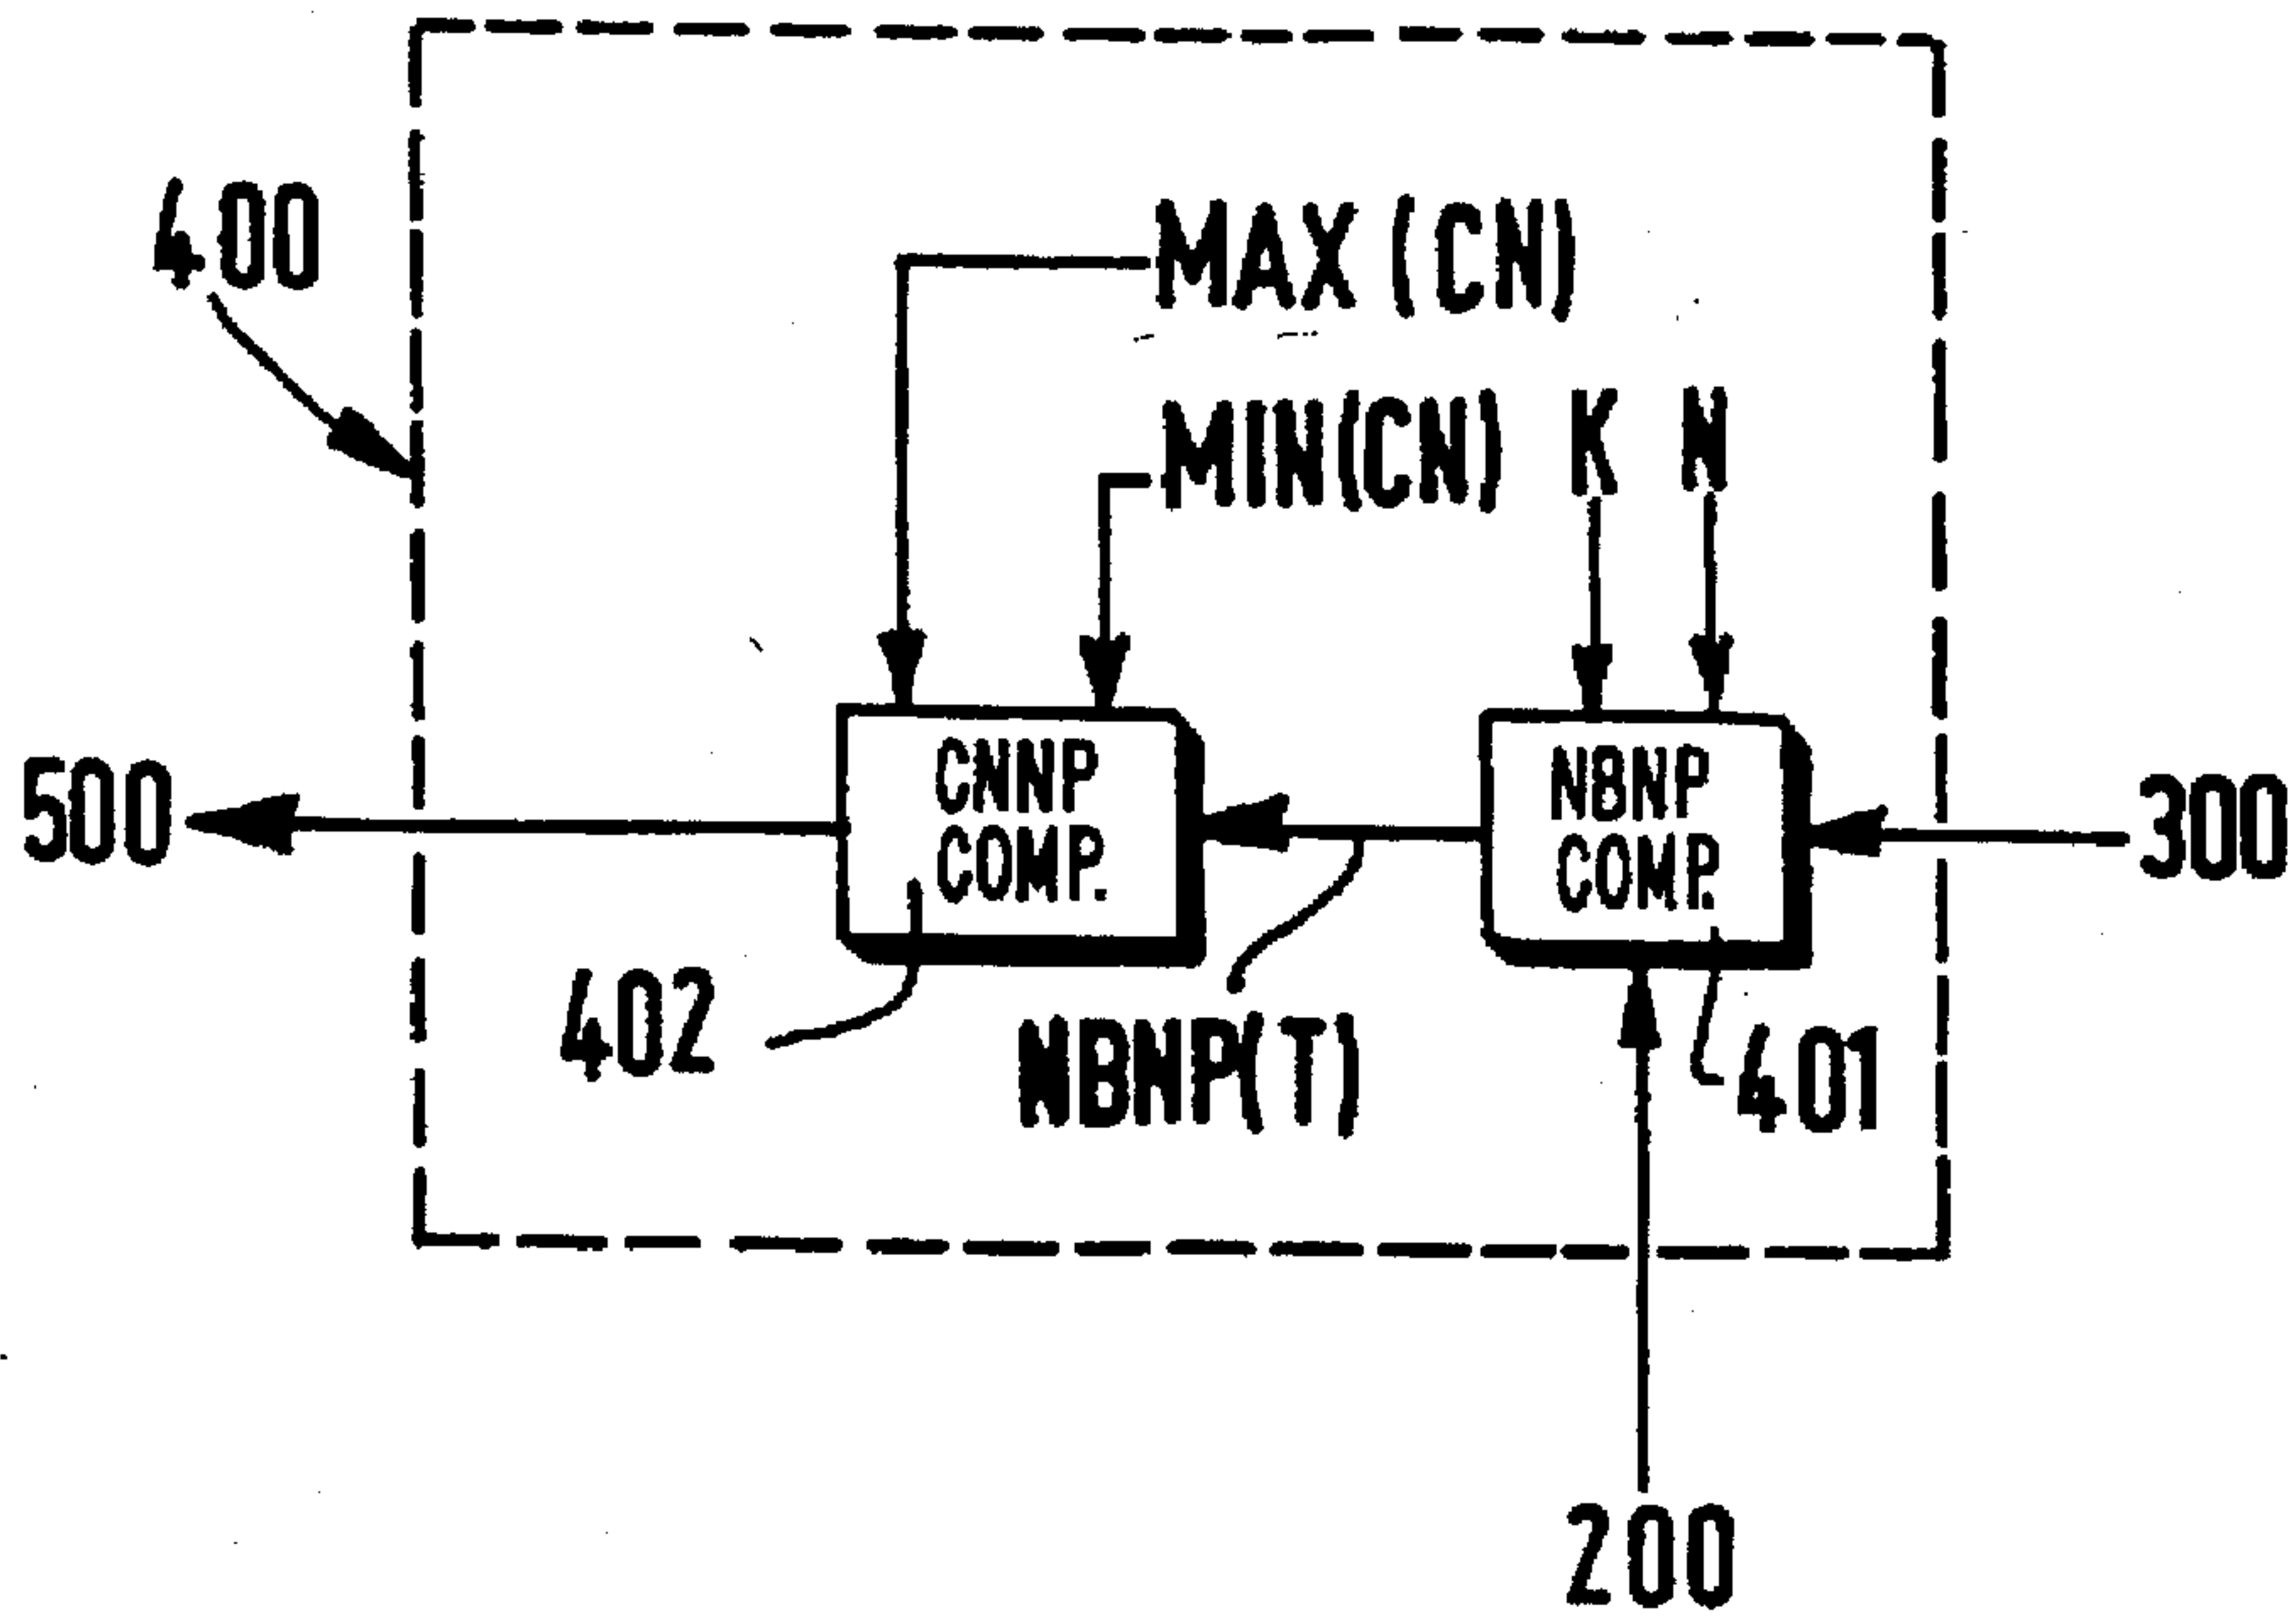 400
MAX (CN)
MIN(CN) K N
CNNP
COMP.
N8NP
COMP.
500
300
402
NBNP(T)
401
200